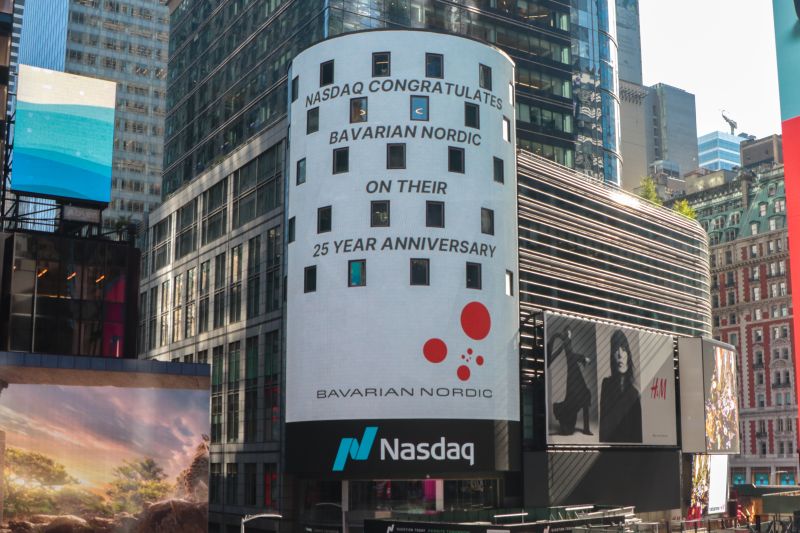 NASDAQ CONGRATULATES
BAVARIAN NORDIC
ON THEIR
25 YEAR ANNIVERSARY
BAVARIAN NORDIC
Nasdaq
H&M